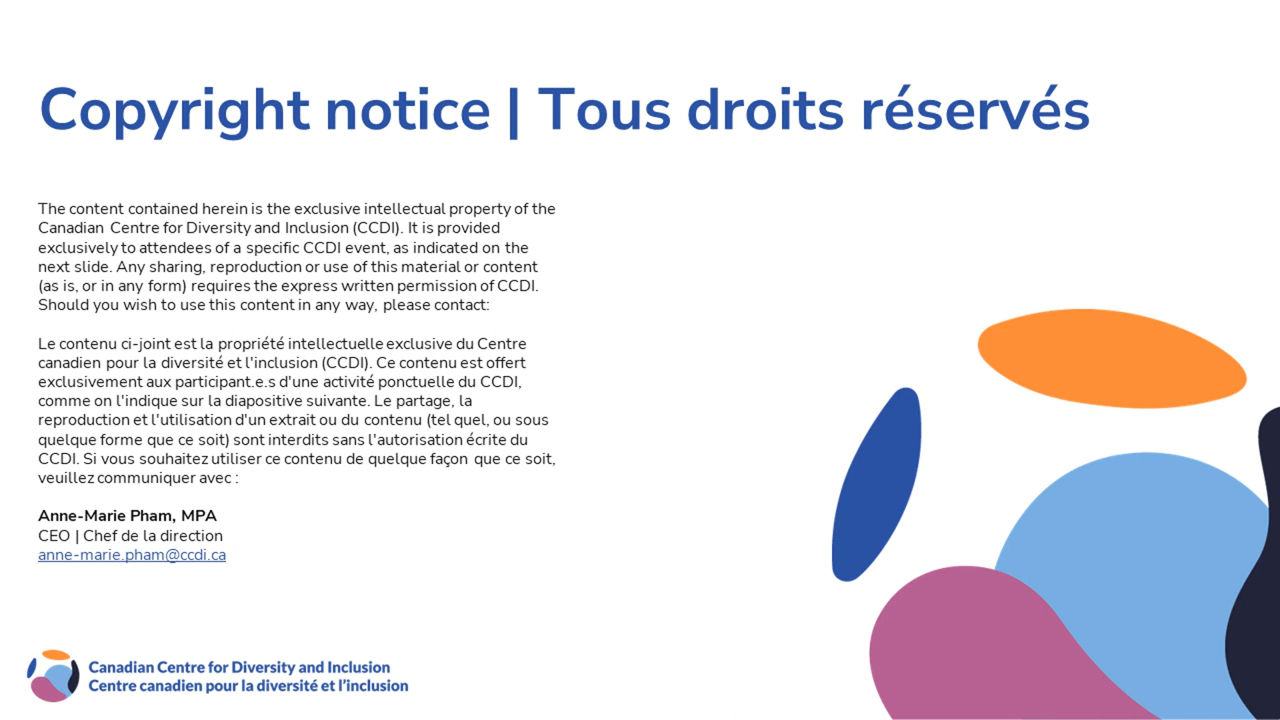 Copyright notice | Tous droits réservés
The content contained herein is the exclusive intellectual property of the
Canadian Centre for Diversity and Inclusion (CCDI). It is provided
exclusively to attendees of a specific CCDI event, as indicated on the
next slide. Any sharing, reproduction or use of this material or content
(as is, or in any form) requires the express written permission of CCDI.
Should you wish to use this content in any way, please contact:
Le contenu ci-joint est la propriété intellectuelle exclusive du Centre
canadien pour la diversité et l'inclusion (CCDI). Ce contenu est offert
exclusivement aux participant.e.s d'une activité ponctuelle du CCDI,
comme on l'indique sur la diapositive suivante. Le partage, la
reproduction et l'utilisation d'un extrait ou du contenu (tel quel, ou sous
quelque forme que ce soit) sont interdits sans l'autorisation écrite du
CCDI. Si vous souhaitez utiliser ce contenu de quelque façon que ce soit,
veuillez communiquer avec :
Anne-Marie Pham, MPA
CEO | Chef de la direction
anne-marie.pham@ccdi.ca
Canadian Centre for Diversity and Inclusion
Centre canadien pour la diversité et l'inclusion